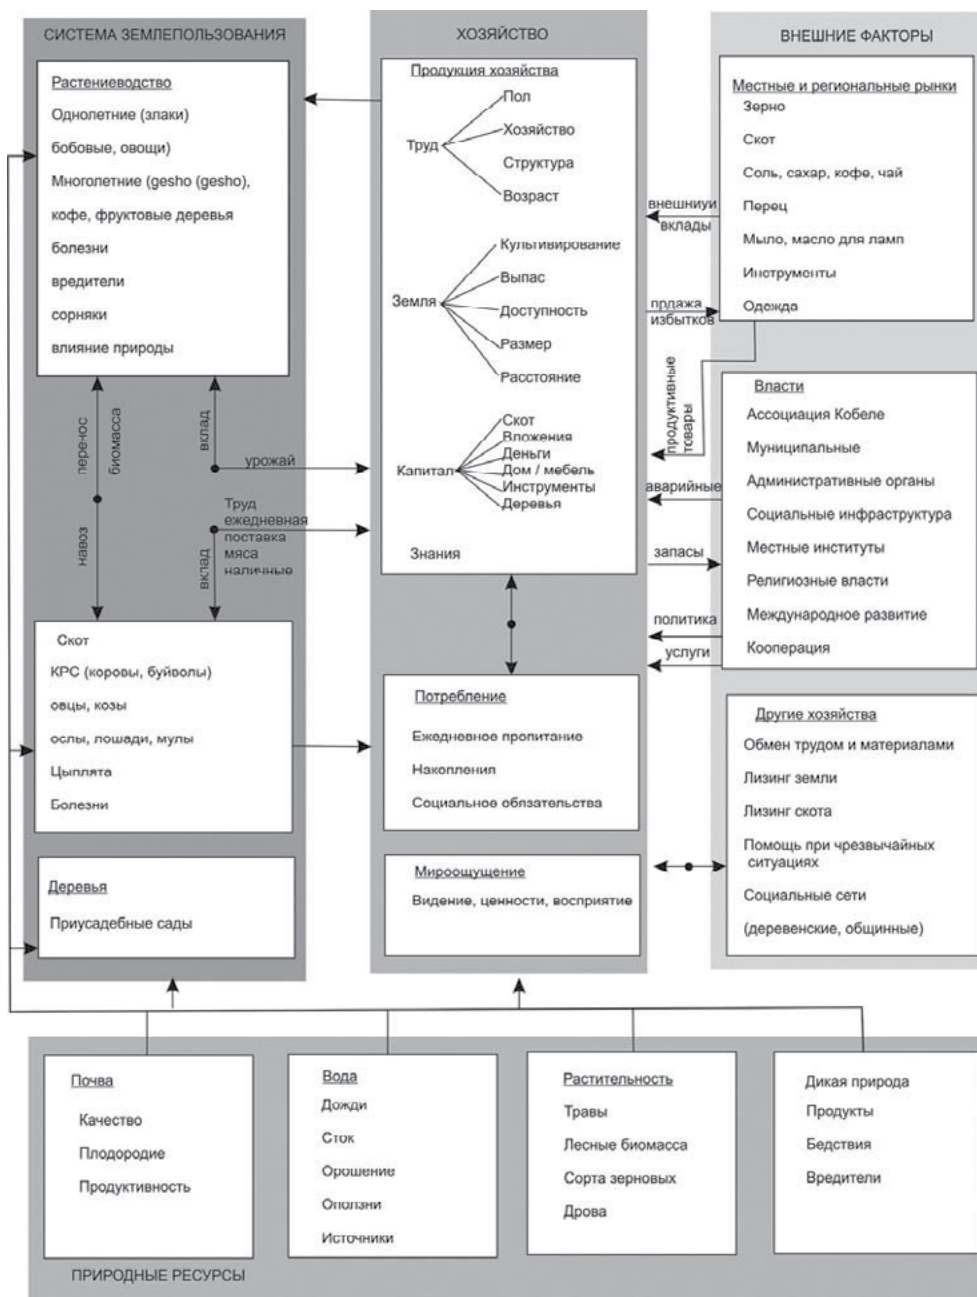 СИСТЕМА ЗЕМЛЕПОЛЬЗОВАНИЯ
Растениеводство
Однолетние (злаки)
бобовые, овощи)
Многолетние (gesho (gesho),
кофе, фруктовые деревья
болезни
вредители
сорняки
влияние природы
перенос
биомасса
навоз
вклад
урожай
Труд
ежедневная
поставка
мяса
наличные
вклад
Скот
КРС (коровы, буйволы)
овцы, козы
ослы, лошади, мулы
Цыплята
Болезни
Деревья
Приусадебные сады
ХОЗЯЙСТВО
Продукция хозяйства
Труд
Пол
Хозяйство
Структура
Возраст
Земля
Культивирование
Выпас
Доступность
Размер
Расстояние
Капитал
Скот
Вложения
Деньги
Дом / мебель
Инструменты
Деревья
Знания
Потребление
Ежедневное пропитание
Накопления
Социальное обязательства
Мироощущение
Видение, ценности, восприятие
внешниуи
вклады
прдажа
избытков
продуктивные
товары
аварийные
запасы
политика
услуги
ВНЕШНИЕ ФАКТОРЫ
Местные и региональные рынки
Зерно
Скот
Соль, сахар, кофе, чай
Перец
Мыло, масло для ламп
Инструменты
Одежда
Власти
Ассоциация Кобеле
Муниципальные
Административные органы
Социальные инфраструктура
Местные институты
Религиозные власти
Международное развитие
Кооперация
Другие хозяйства
Обмен трудом и материалами
Лизинг земли
Лизинг скота
Помощь при чрезвычайных
ситуациях
Социальные сети
(деревенские, общинные)
Почва
Качество
Плодородие
Продуктивность
Вода
Дожди
Сток
Орошение
Оползни
Источники
Растительность
Травы
Лесные биомасса
Сорта зерновых
Дрова
Дикая природа
Продукты
Бедствия
Вредители
ПРИРОДНЫЕ РЕСУРСЫ